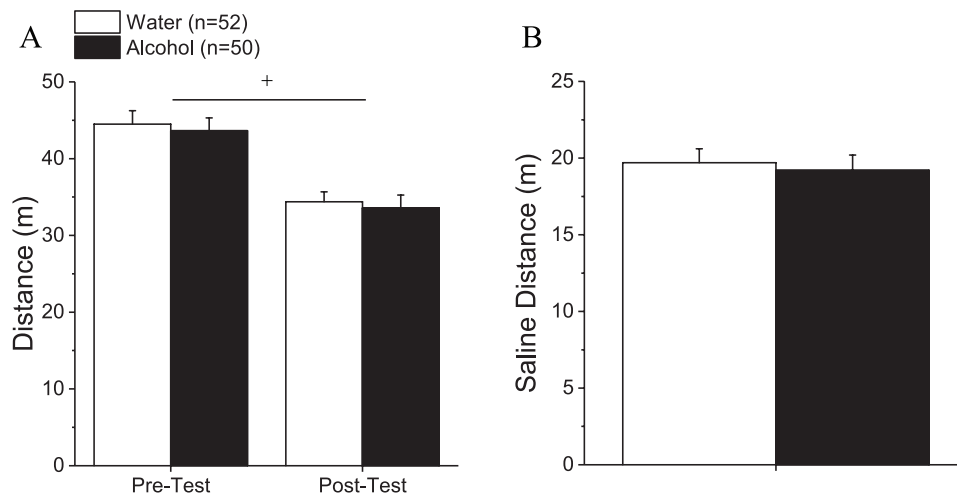 A
Water (n=52)
Alcohol (n=50)
B
+
50
40
30
20
10
0
Distance (m)
Pre-Test
Post-Test
25
20
15
10
5
0
Saline Distance (m)